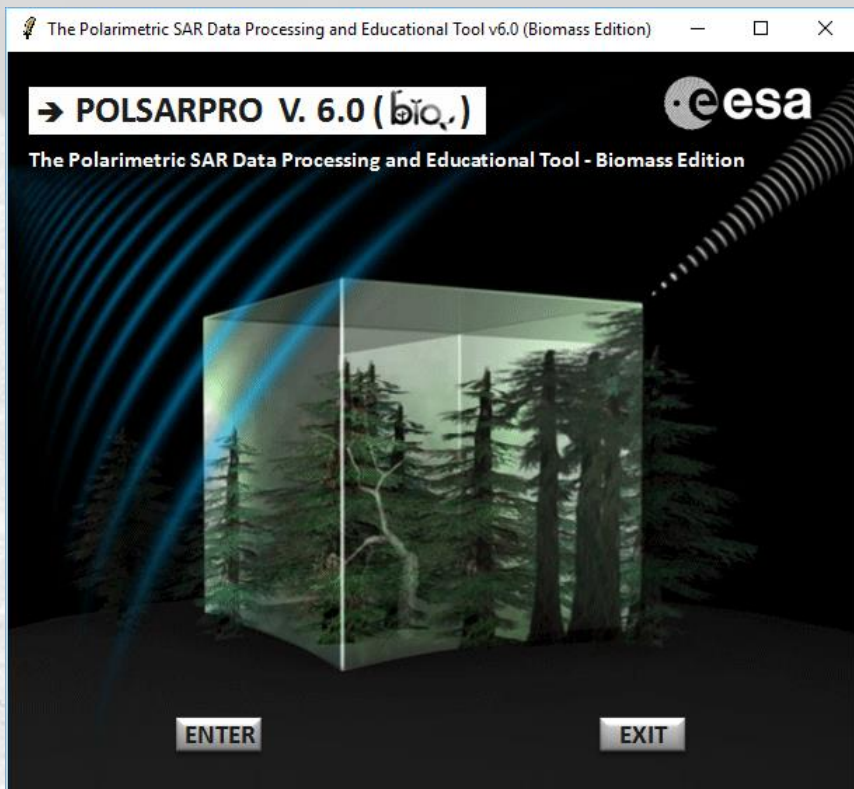 The Polarimetric SAR Data Processing and Educational Tool v6.0 (Biomass Edition)
➔ POLSARPRO V. 6.0 (bio)
esa
The Polarimetric SAR Data Processing and Educational Tool - Biomass Edition
ENTER
EXIT